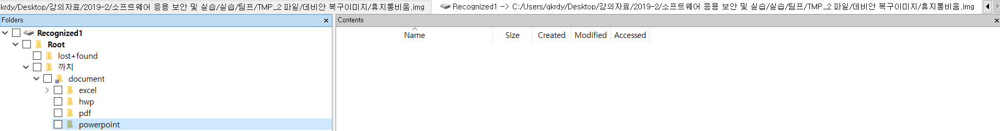 krdy/Desktop/강의자료/2019-2/소프트웨어 응용 보안 및 실습/실습/팀프/TMP_2 파일/데비안 복구이미지/휴지통비움.img
Recognized1 -> C:/Users/qkrdy/Desktop/강의자료/2019-2/소프트웨어 응용 보안 및 실습/실습/팀프/TMP_2 파일/데비안 복구이미지/휴지통비움.img
Folders
Contents
Recognized1
Name Size Created Modified Accessed
Root
lost+found
까치
document
excel
hwp
pdf
powerpoint